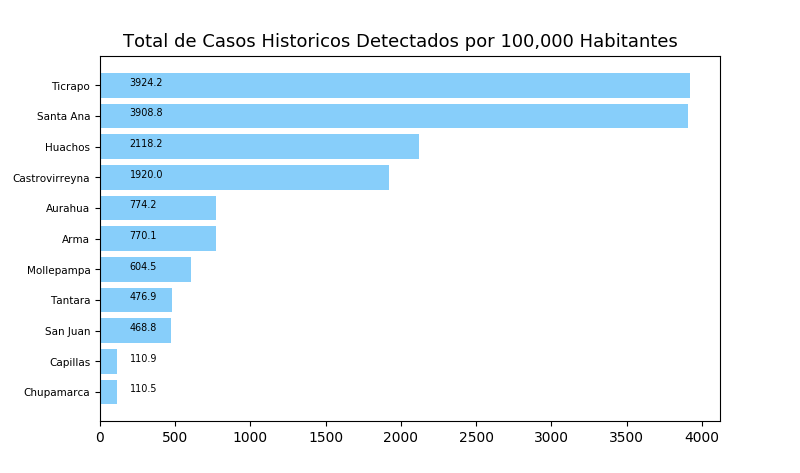 Total de Casos Historicos Detectados por 100,000 Habitantes
Ticrapo 3924.2
Santa Ana 3908.8
Huachos 2118.2
Castrovirreyna 1920.0
Aurahua 774.2
Arma 770.1
Mollepampa 604.5
Tantara 476.9
San Juan 468.8
Capillas 110.9
Chupamarca 110.5
0 500 1000 1500 2000 2500 3000 3500 4000